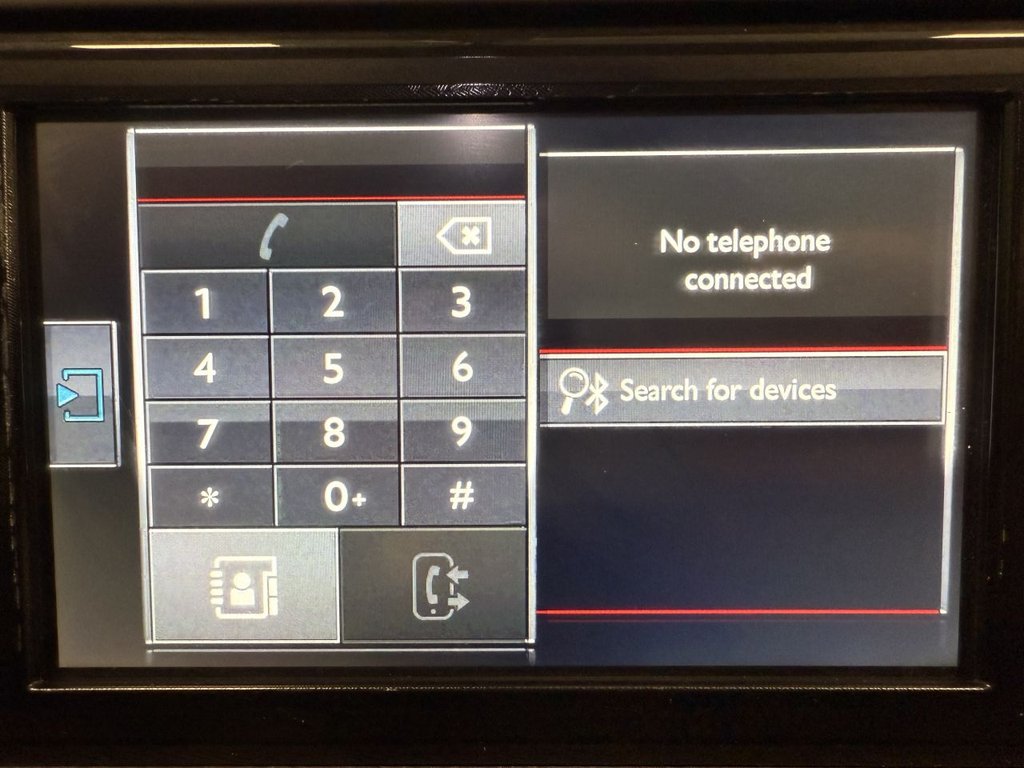 1 2 3
4 5 6
7 8 9
* 0+ #
No telephone
connected
Search for devices